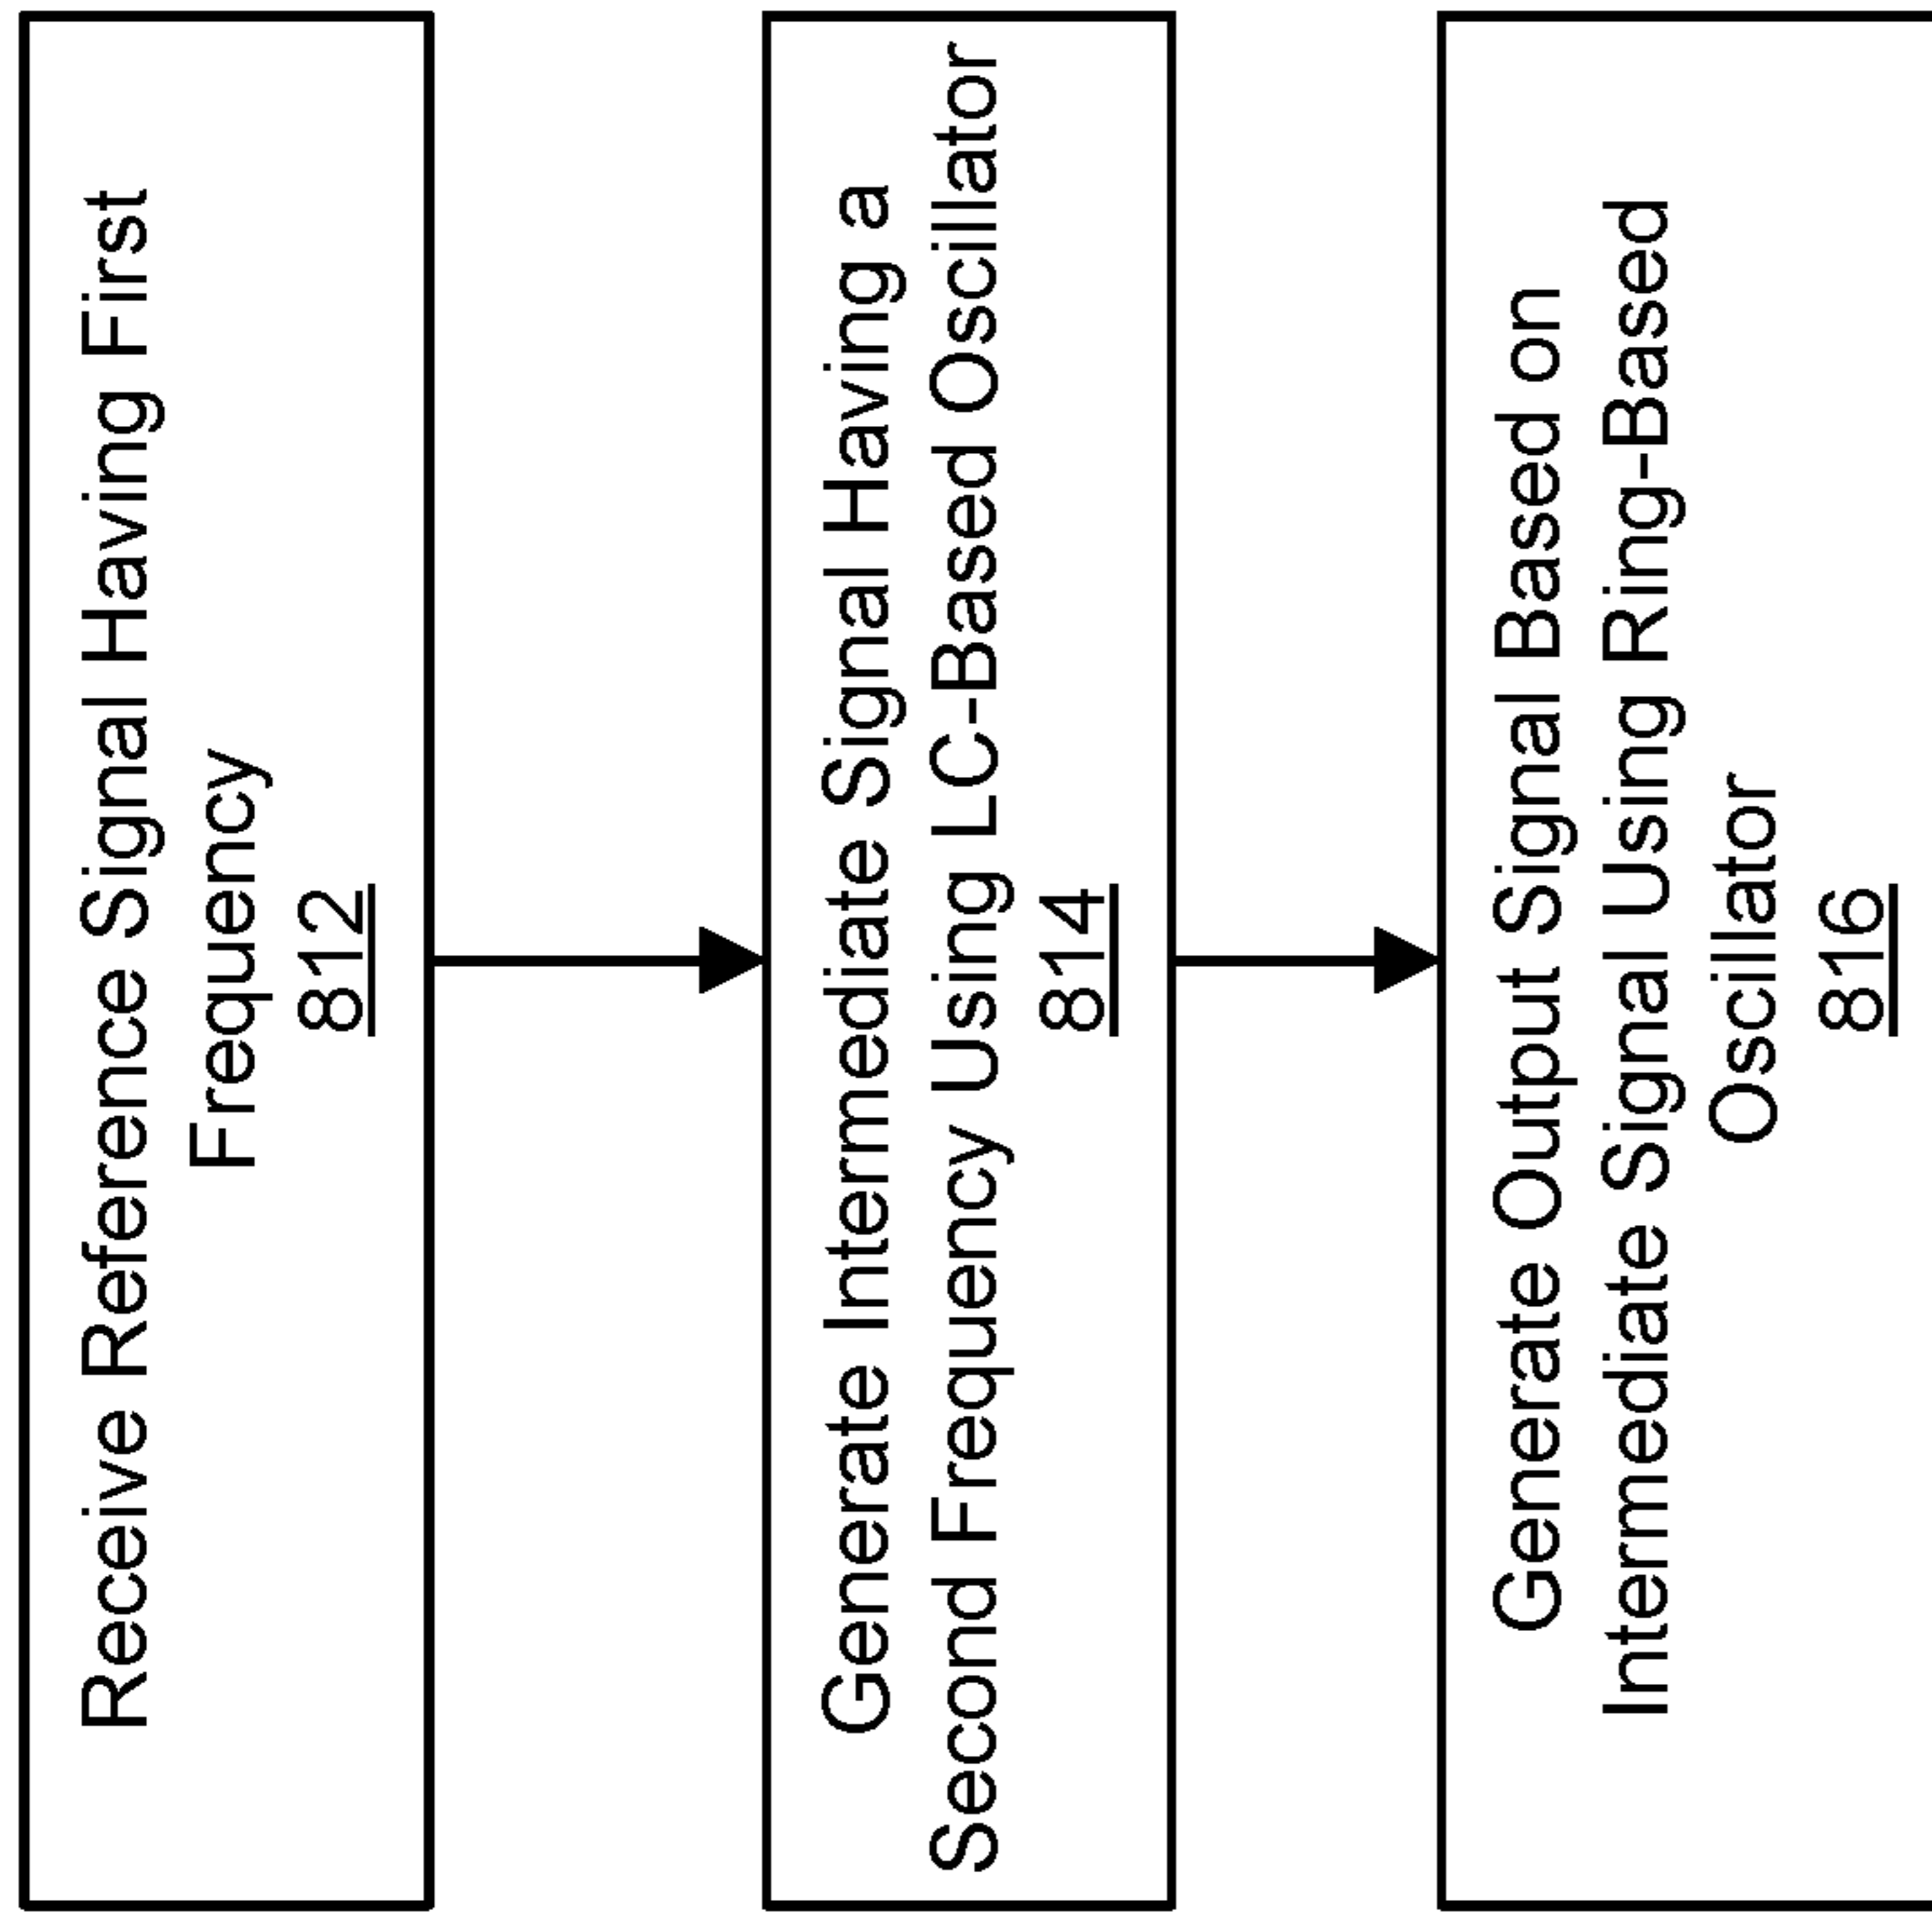 Receive Reference Signal Having First
Frequency
812
Generate Intermediate Signal Having a
Second Frequency Using LC-Based Oscillator
814
Generate Output Signal Based on
Intermediate Signal Using Ring-Based
Oscillator
816